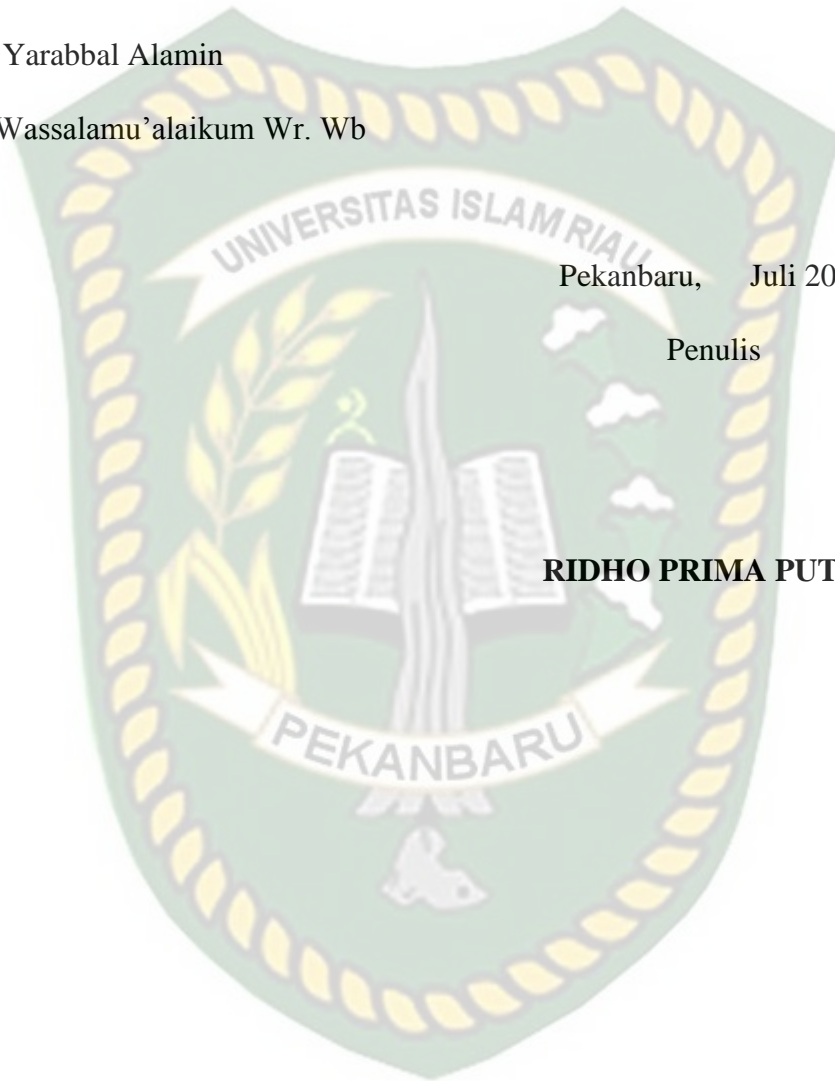 Yarabbal Alamin
Wassalamu’alaikum Wr. Wb
UNIVERSITAS ISLAM RIAU
Pekanbaru, Juli 20
Penulis
RIDHO PRIMA PUT
PEKANBARU